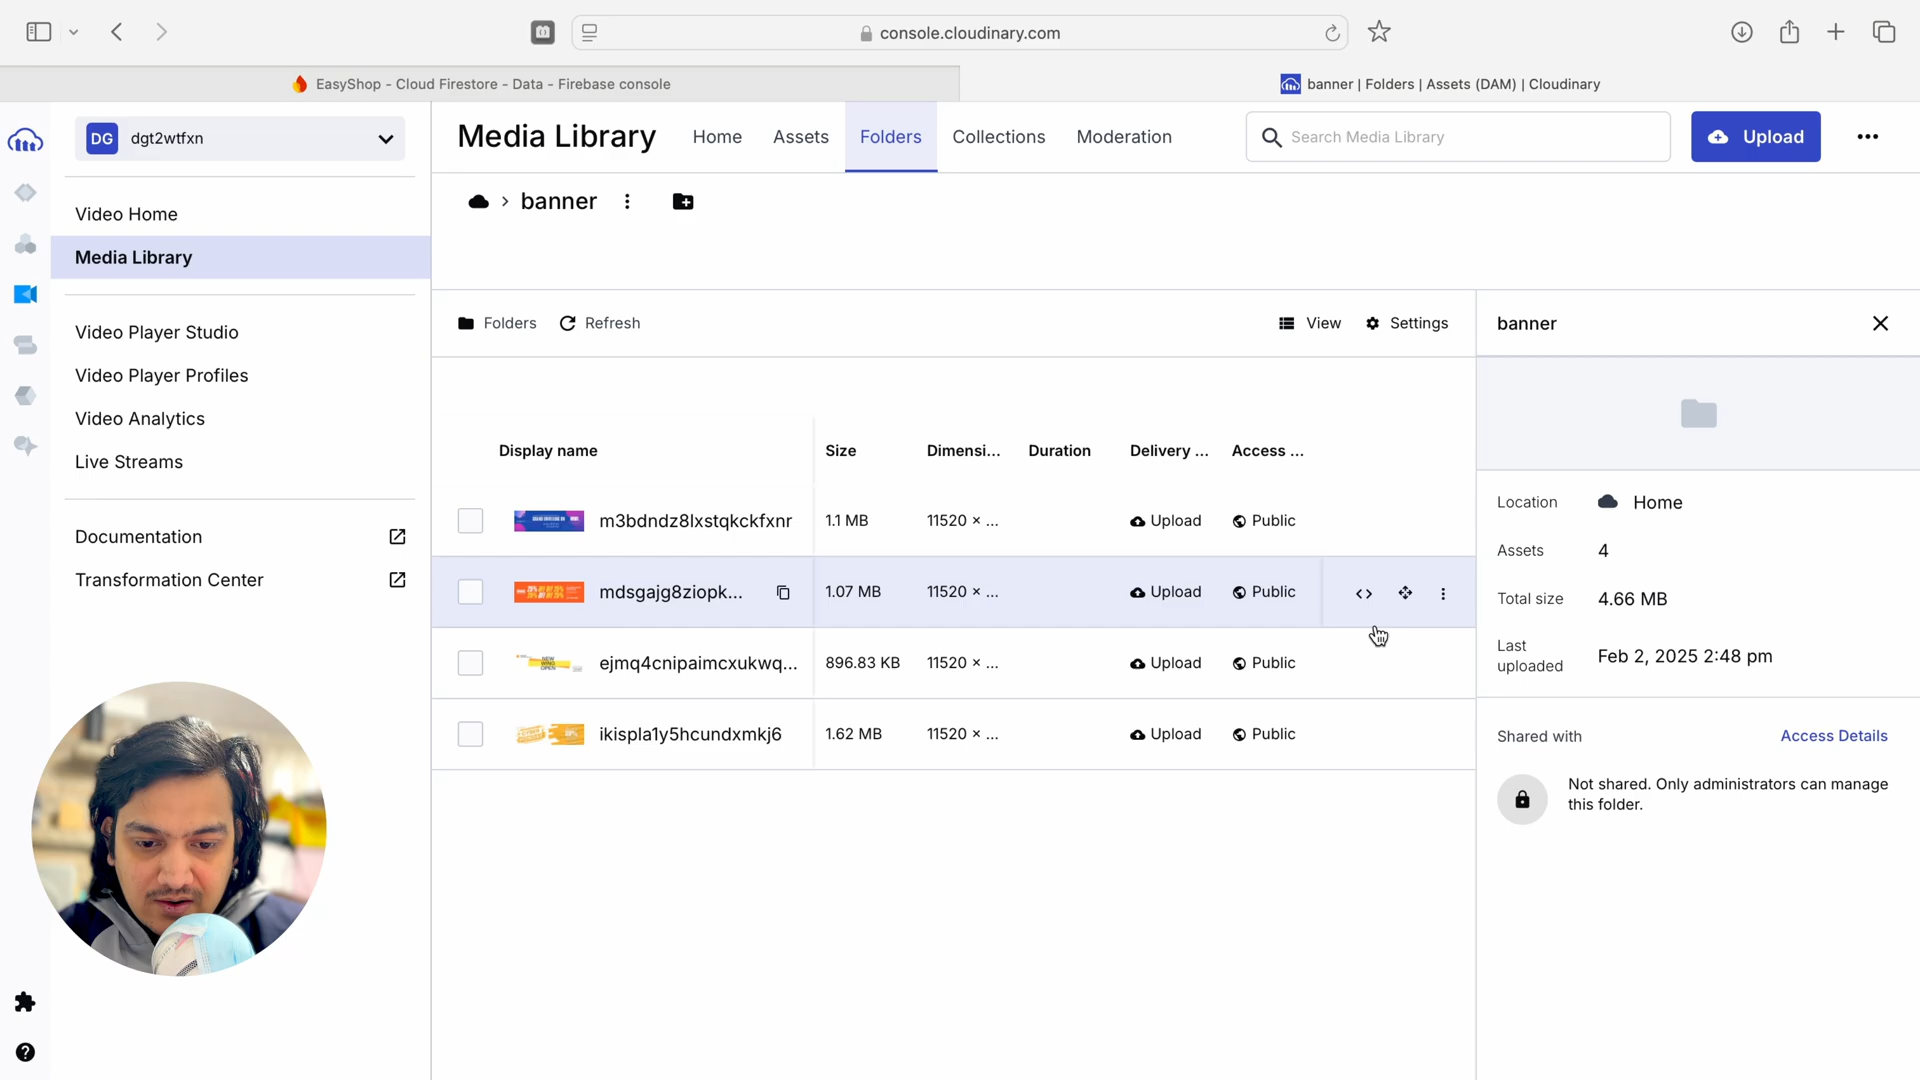 console.cloudinary.com
EasyShop - Cloud Firestore - Data - Firebase console
banner | Folders | Assets (DAM) | Cloudinary
DG dgt2wtfxn
Media Library
Home
Assets
Folders
Collections
Moderation
Search Media Library
Upload
Video Home
Media Library
Video Player Studio
Video Player Profiles
Video Analytics
Live Streams
Documentation
Transformation Center
banner
Folders
Refresh
View
Settings
Display name Size Dimensi... Duration Delivery ... Access ...
m3bdndz8lxstqkckfxnr 1.1 MB 11520 × ... Upload Public
mdsgajg8ziopk... 1.07 MB 11520 × ... Upload Public
ejmq4cnipaimcxukwq... 896.83 KB 11520 × ... Upload Public
NEW
WING
OPEN
ikispla1y5hcundxmkj6 1.62 MB 11520 × ... Upload Public
banner
Location Home
Assets 4
Total size 4.66 MB
Last
uploaded
Feb 2, 2025 2:48 pm
Shared with
Access Details
Not shared. Only administrators can manage
this folder.